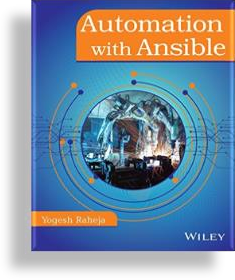 Automation
with Ansible
Yogesh Raheja
WILEY